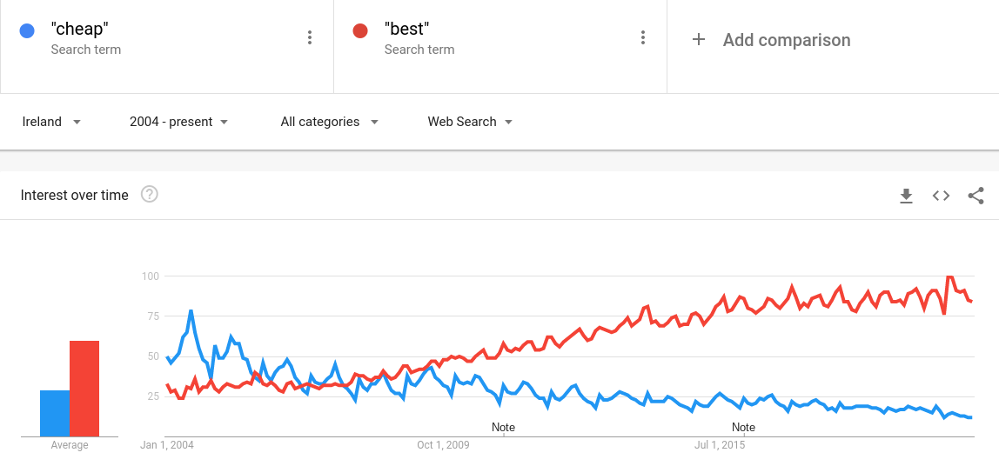 "cheap"
Search term
"best"
Search term
+ Add comparison
Ireland
2004 - present
All categories
Web Search
Interest over time
?
100
75
50
25
Note
Note
Average
Jan 1, 2004
Oct 1, 2009
Jul 1, 2015